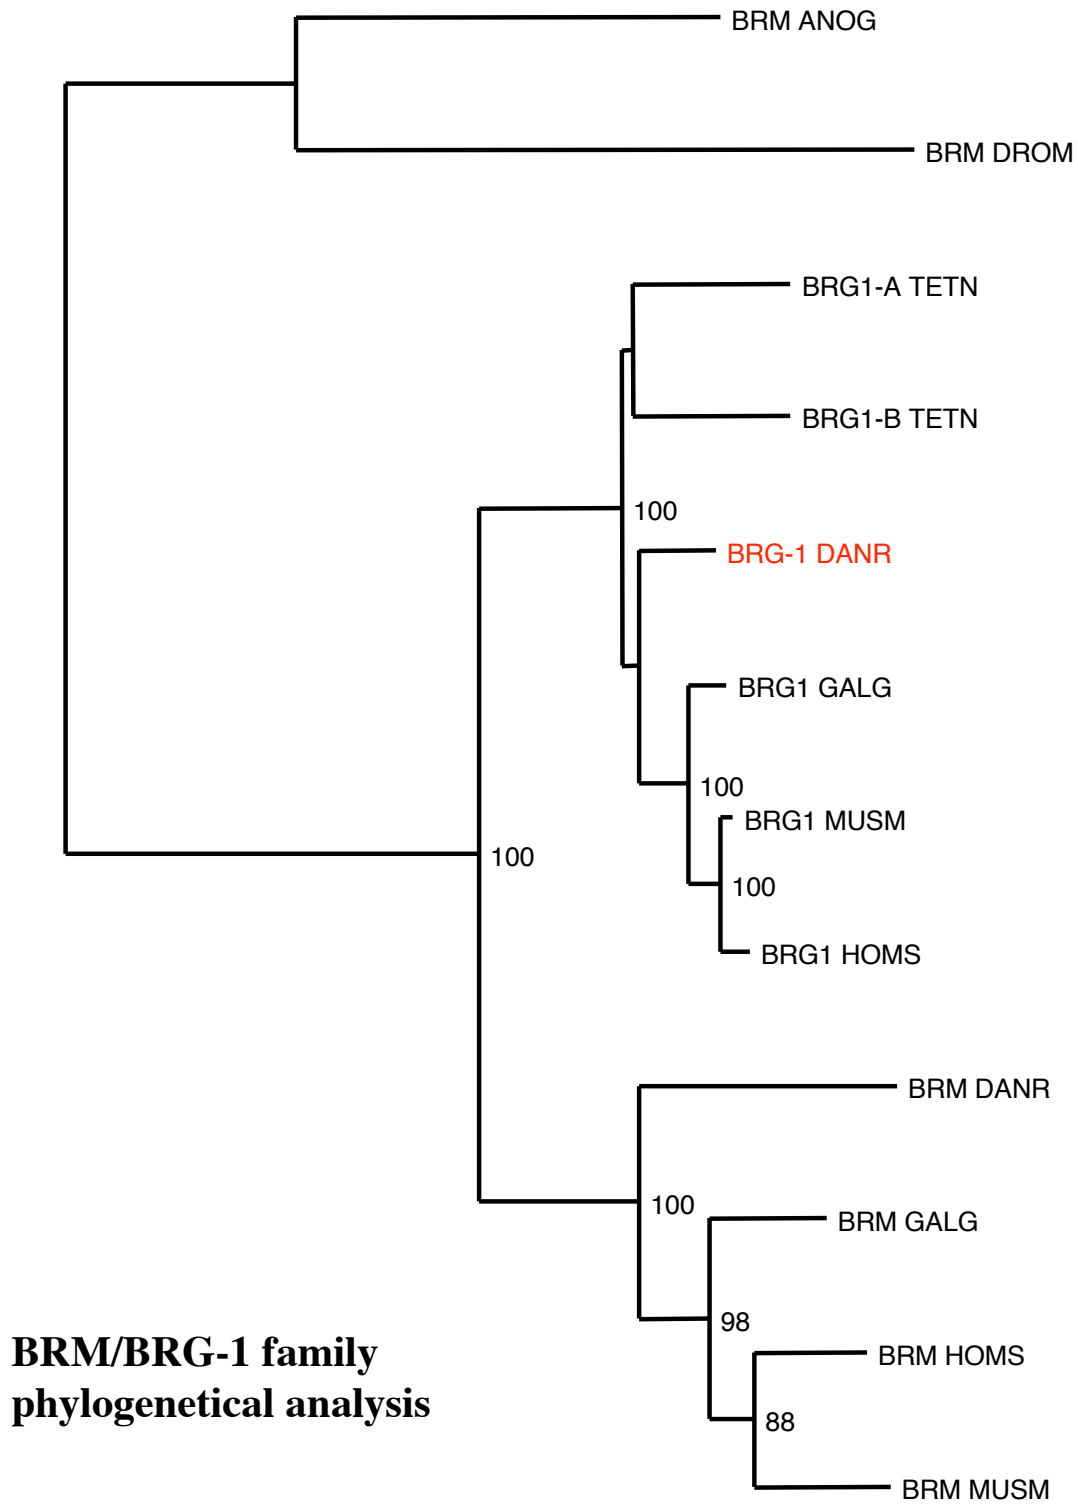 BRM ANOG
BRM DROM
BRG1-A TETN
BRG1-B TETN
100
BRG-1 DANR
BRG1 GALG
100
BRG1 MUSM
100
100
BRG1 HOMS
BRM DANR
100
BRM GALG
98
BRM HOMS
88
BRM MUSM
BRM/BRG-1 family
phylogenetical analysis